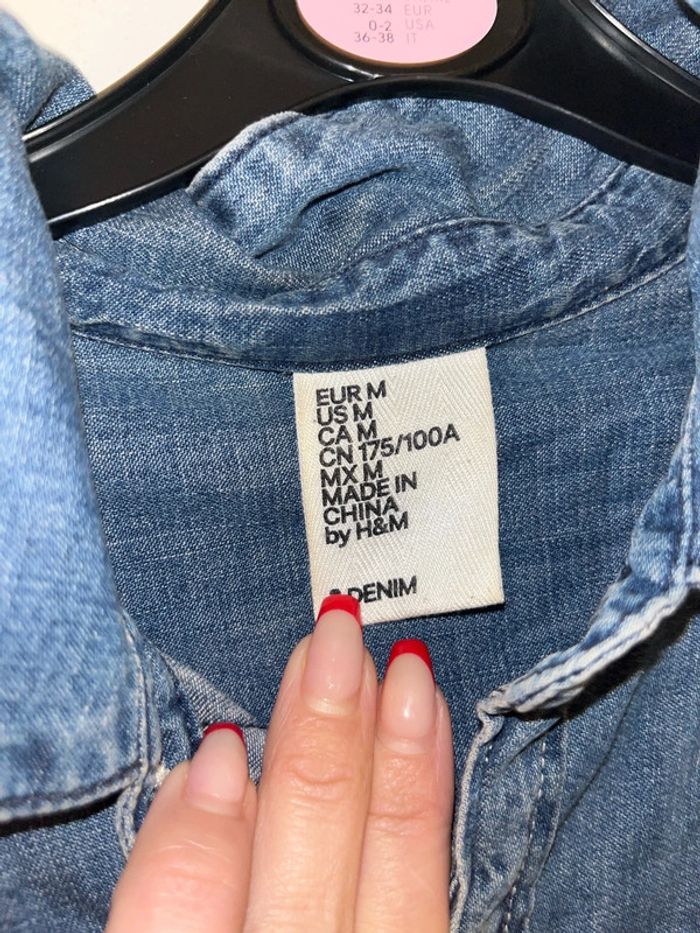 32-34 EUR
0-2 USA
36-38 IT
EUR M
US M
CA M
CN 175/100A
MX M
MADE IN
CHINA
by H&M
DENIM